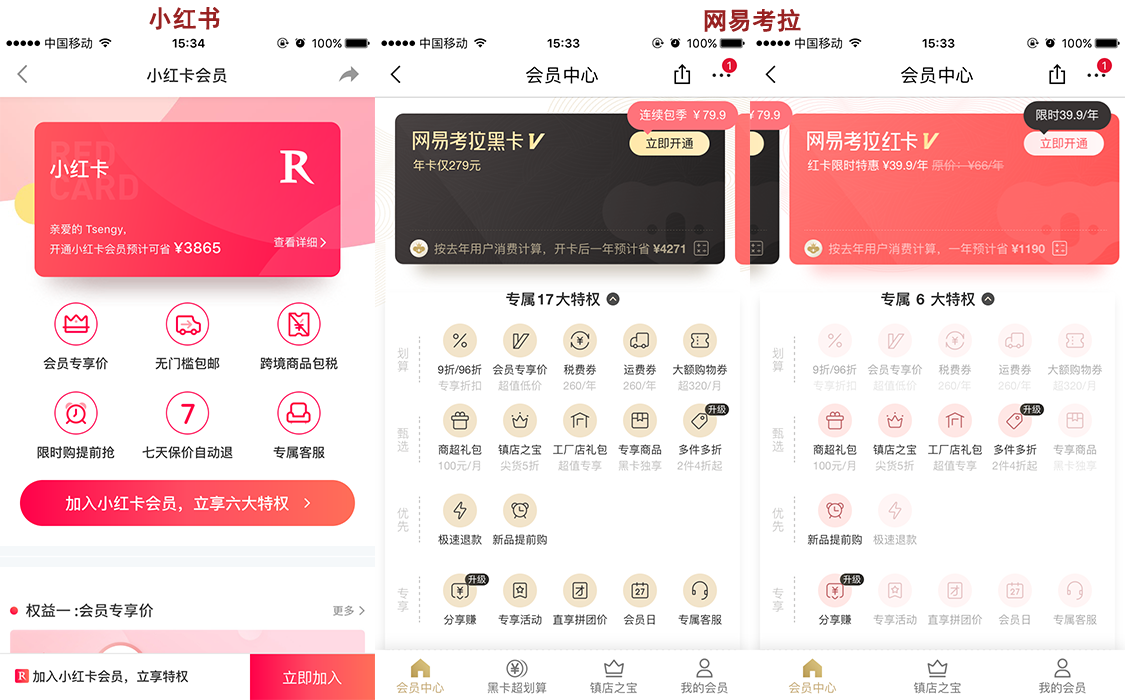 小红书
网易考拉
中国移动
15:34
100%
小红卡会员
RED
CARD
小红卡
R
亲爱的 Tsengy,
开通小红卡会员预计可省 ¥3865
查看详细
会员专享价
无门槛包邮
跨境商品包税
限时购提前抢
7
七天保价自动退
专属客服
加入小红卡会员，立享六大特权
权益一 :会员专享价
更多
R 加入小红卡会员，立享特权
立即加入
中国移动
15:33
100%
会员中心
1
连续包季 ¥79.9
网易考拉黑卡V
立即开通
年卡仅279元
按去年用户消费计算，开卡后一年预计省 ¥4271
专属17大特权
划算
9折/96折
专享折扣
会员专享价
超值低价
税费券
260/年
运费券
260/年
大额购物券
超320/月
甄选
升级
商超礼包
100元/月
镇店之宝
尖货5折
工厂店礼包
超值专享
专享商品
黑卡独享
多件多折
2件4折起
优先
极速退款
新品提前购
专享
升级
27
分享赚
专享活动
直享拼团价
会员日
专属客服
会员中心
黑卡超划算
镇店之宝
我的会员
中国移动
15:33
100%
会员中心
1
¥79.9
限时39.9/年
网易考拉红卡V
立即开通
红卡限时特惠 ¥39.9/年 原价：¥66/年
按去年用户消费计算，一年预计省 ¥1190
专属 6 大特权
划算
9折/96折
专享折扣
会员专享价
超值低价
税费券
260/年
运费券
260/年
大额购物券
超320/月
甄选
升级
商超礼包
100元/月
镇店之宝
尖货5折
工厂店礼包
超值专享
多件多折
2件4折起
专享商品
黑卡独享
优先
新品提前购
极速退款
专享
升级
27
分享赚
专享活动
直享拼团价
会员日
专属客服
会员中心
镇店之宝
我的会员